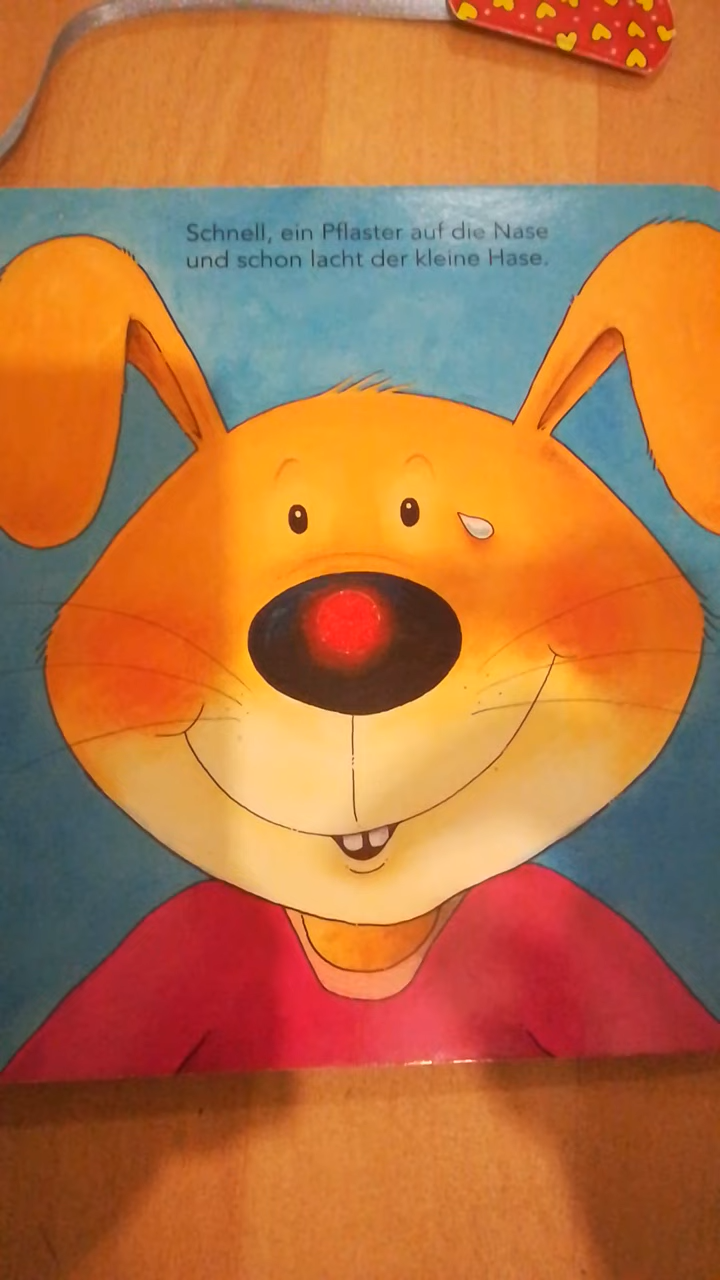 Schnell, ein Pflaster auf die Nase
und schon lacht der kleine Hase.